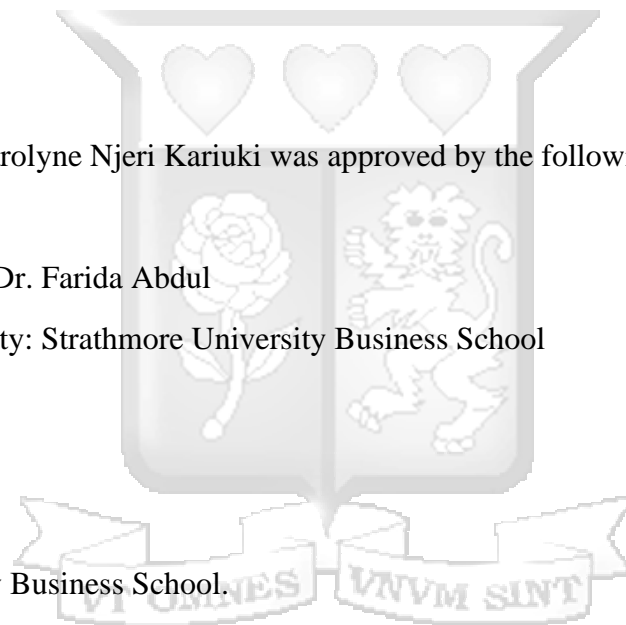 rolyne Njeri Kariuki was approved by the follow
Dr. Farida Abdul
ty: Strathmore University Business School
Business School.
VT OMNES VNVM SINT